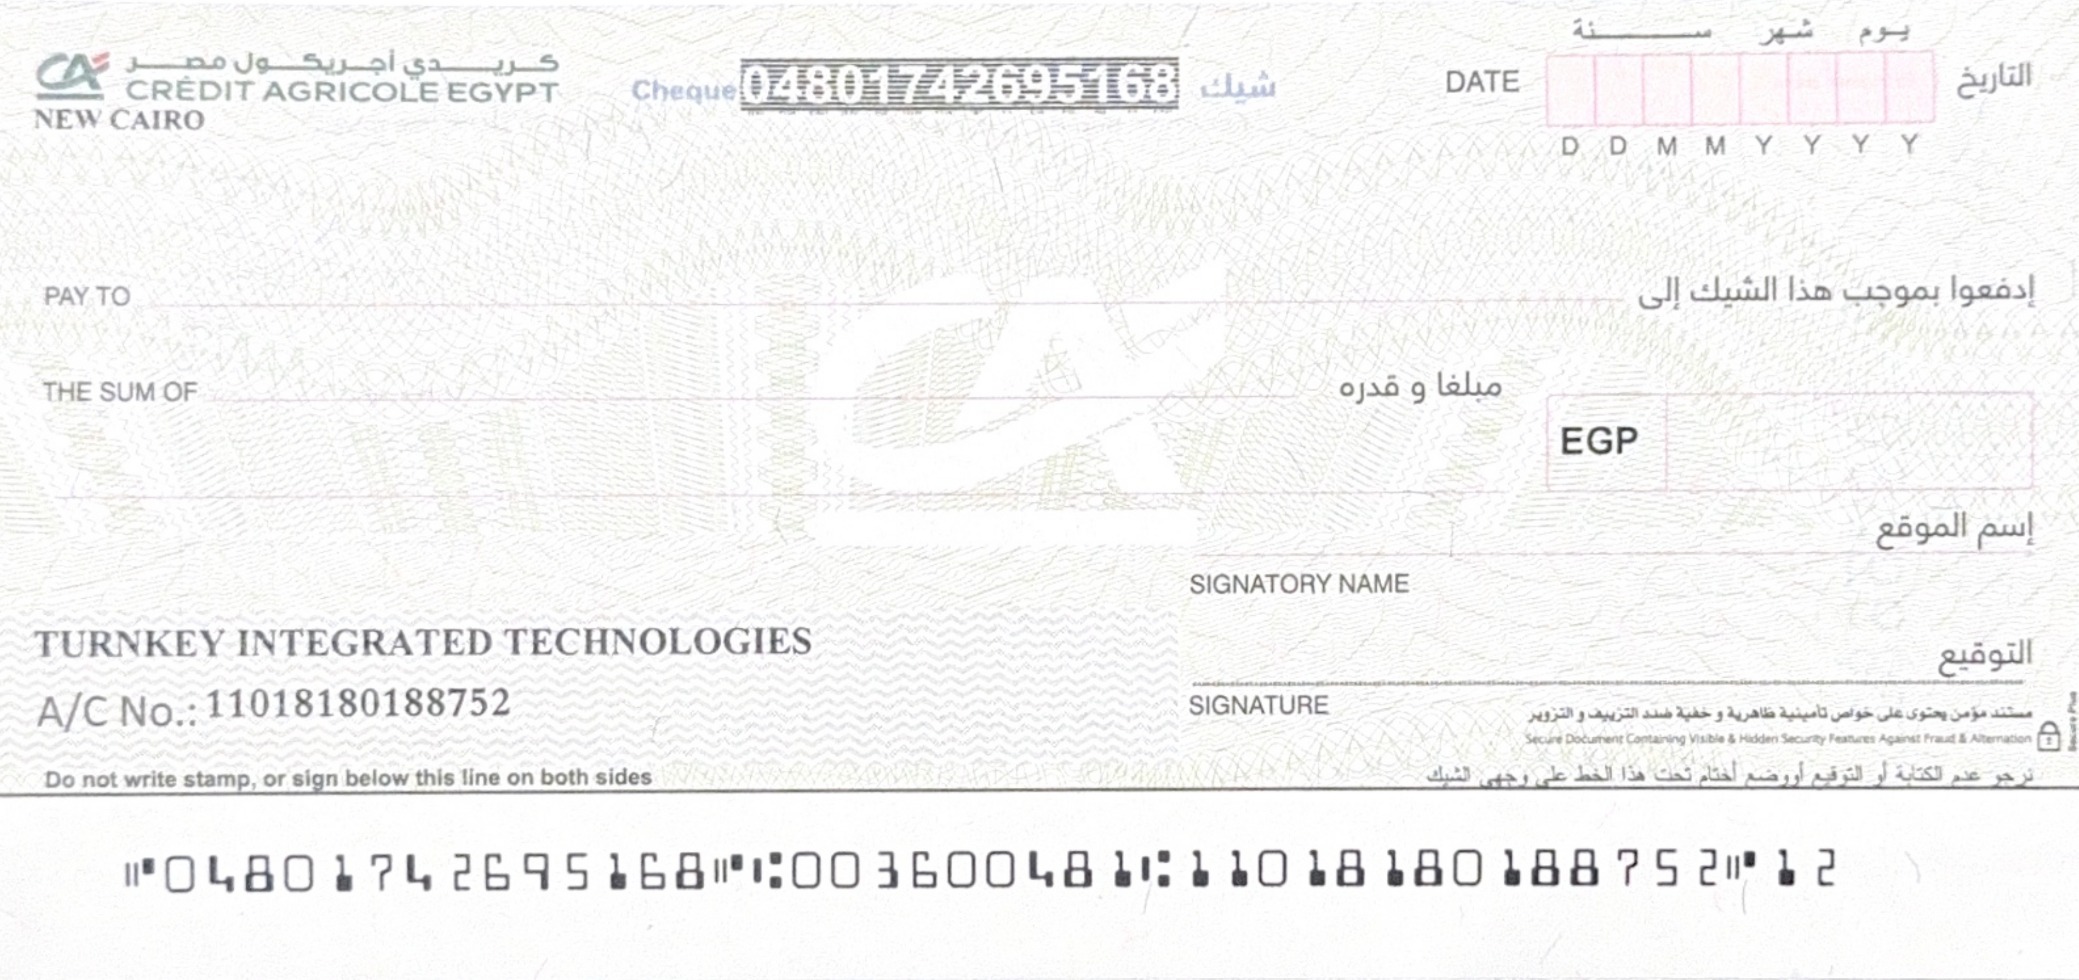 كريدي أجريكول مصر
CRÉDIT AGRICOLE EGYPT
NEW CAIRO
Cheque 04801742695168 شيك
يوم شهر سنة
DATE التاريخ
D D M M Y Y Y Y
PAY TO إدفعوا بموجب هذا الشيك إلى
THE SUM OF مبلغا و قدره
EGP
إسم الموقع
SIGNATORY NAME
TURNKEY INTEGRATED TECHNOLOGIES
التوقيع
A/C No.: 11018180188752
SIGNATURE
مستند مؤمن يحتوى على خواص تأمينية ظاهرية و خفية ضد التزييف و التزوير
Secure Document Containing Visible & Hidden Security Features Against Fraud & Alternation
Secure Plus
Do not write stamp, or sign below this line on both sides
نرجو عدم الكتابة أو التوقيع أووضع أختام تحت هذا الخط على وجهى الشيك
⑈04801742695168⑈⑆003600481⑆11018180188752⑈12